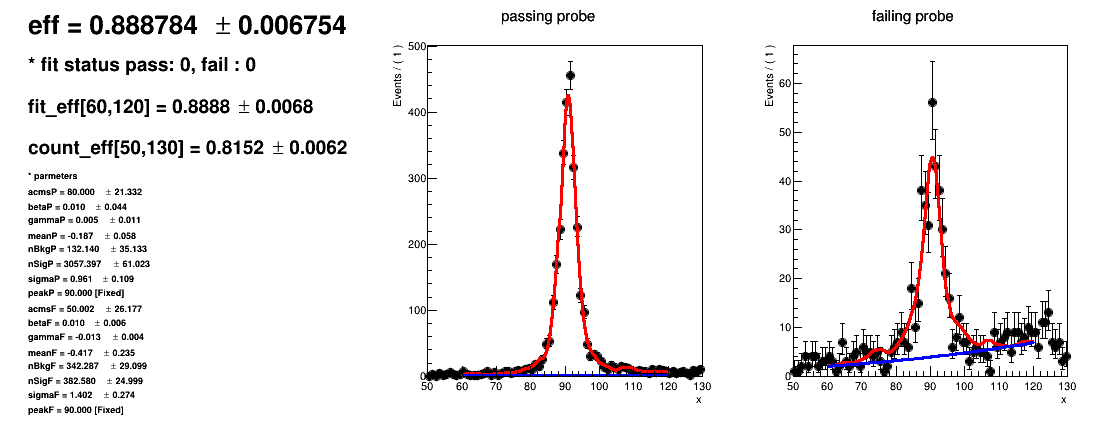 eff = 0.888784 ± 0.006754
* fit status pass: 0, fail : 0
fit_eff[60,120] = 0.8888 ± 0.0068
count_eff[50,130] = 0.8152 ± 0.0062
* parmeters
acmsP = 80.000 ± 21.332
betaP = 0.010 ± 0.044
gammaP = 0.005 ± 0.011
meanP = -0.187 ± 0.058
nBkgP = 132.140 ± 35.133
nSigP = 3057.397 ± 61.023
sigmaP = 0.961 ± 0.109
peakP = 90.000 [Fixed]
acmsF = 50.002 ± 26.177
betaF = 0.010 ± 0.006
gammaF = -0.013 ± 0.004
meanF = -0.417 ± 0.235
nBkgF = 342.287 ± 29.099
nSigF = 382.580 ± 24.999
sigmaF = 1.402 ± 0.274
peakF = 90.000 [Fixed]
passing probe
Events / ( 1 )
500
400
300
200
100
0
50 60 70 80 90 100 110 120 130
x
failing probe
Events / ( 1 )
60
50
40
30
20
10
0
50 60 70 80 90 100 110 120 130
x